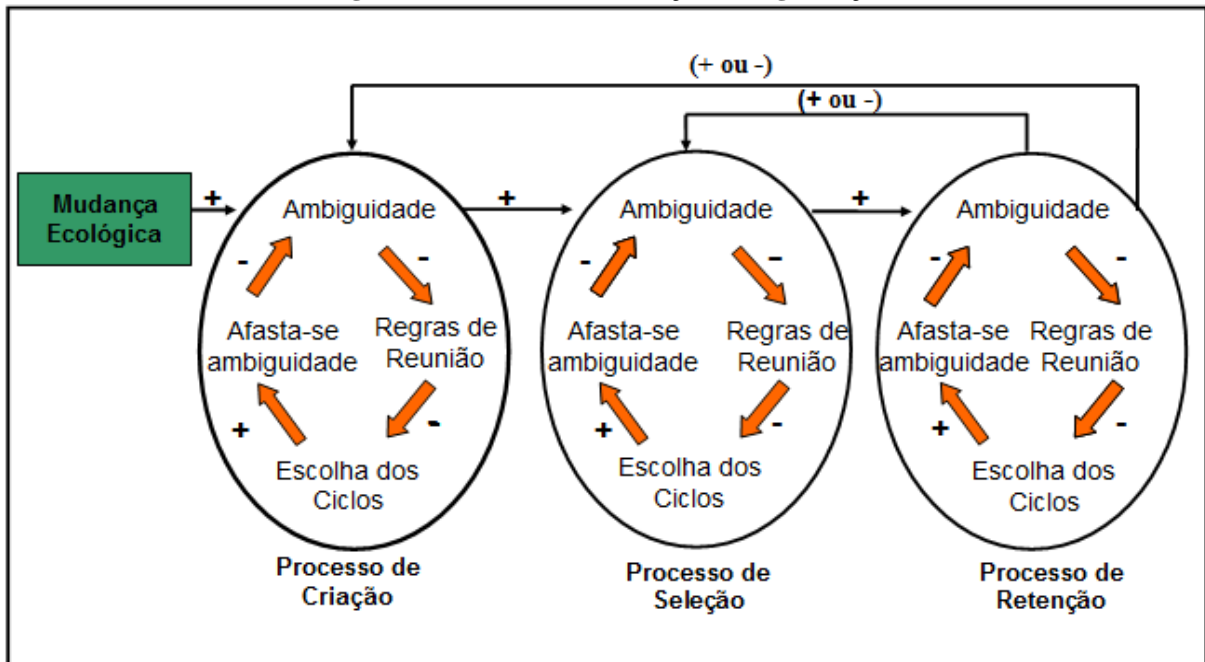 (+ ou -)
(+ ou -)
Mudança
Ecológica
+
Ambiguidade
-
-
Afasta-se
ambiguidade
Regras de
Reunião
+
-
Escolha dos
Ciclos
Processo de
Criação
+
Ambiguidade
-
-
Afasta-se
ambiguidade
Regras de
Reunião
+
-
Escolha dos
Ciclos
Processo de
Seleção
+
Ambiguidade
-
-
Afasta-se
ambiguidade
Regras de
Reunião
+
-
Escolha dos
Ciclos
Processo de
Retenção